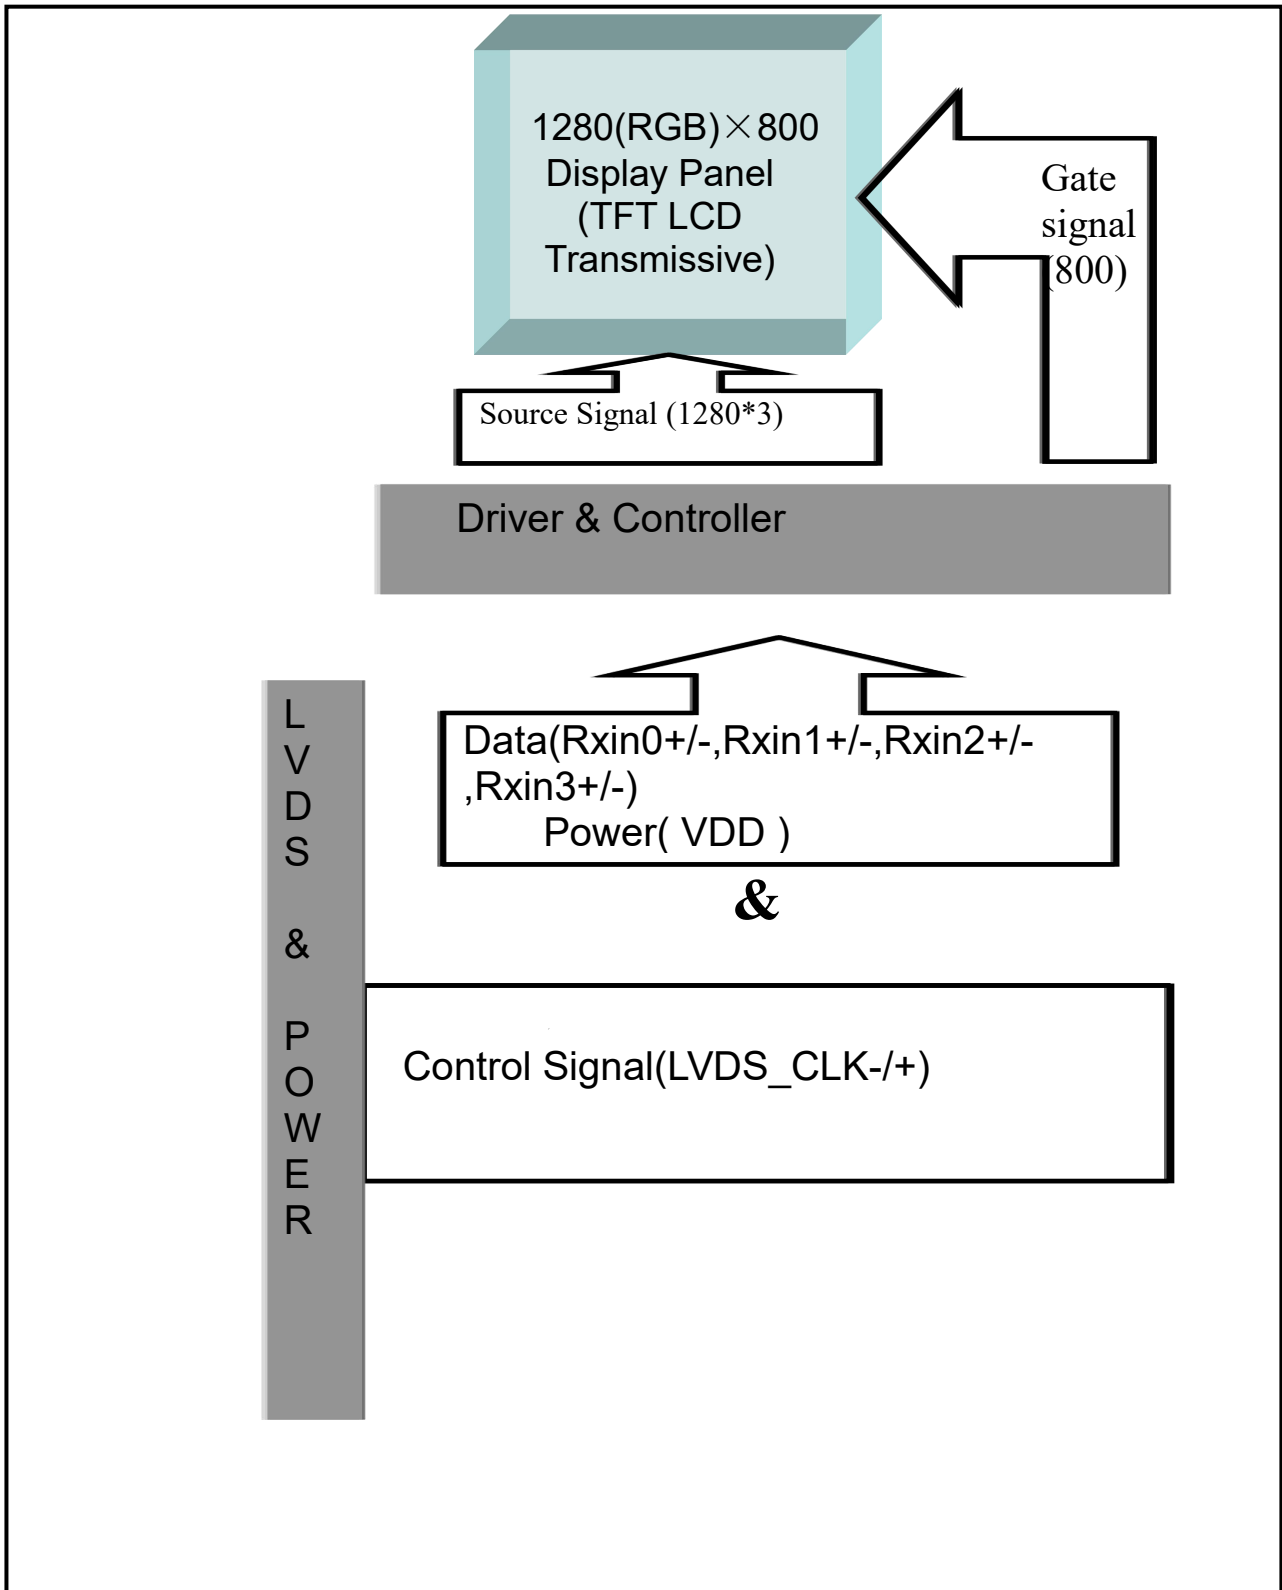 1280(RGB)×800
Display Panel
(TFT LCD
Transmissive)
Gate
signal
(800)
Source Signal (1280*3)
Driver & Controller
L
V
D
S
&
P
O
W
E
R
Data(Rxin0+/-,Rxin1+/-,Rxin2+/-
,Rxin3+/-)
Power( VDD )
&
Control Signal(LVDS_CLK-/+)